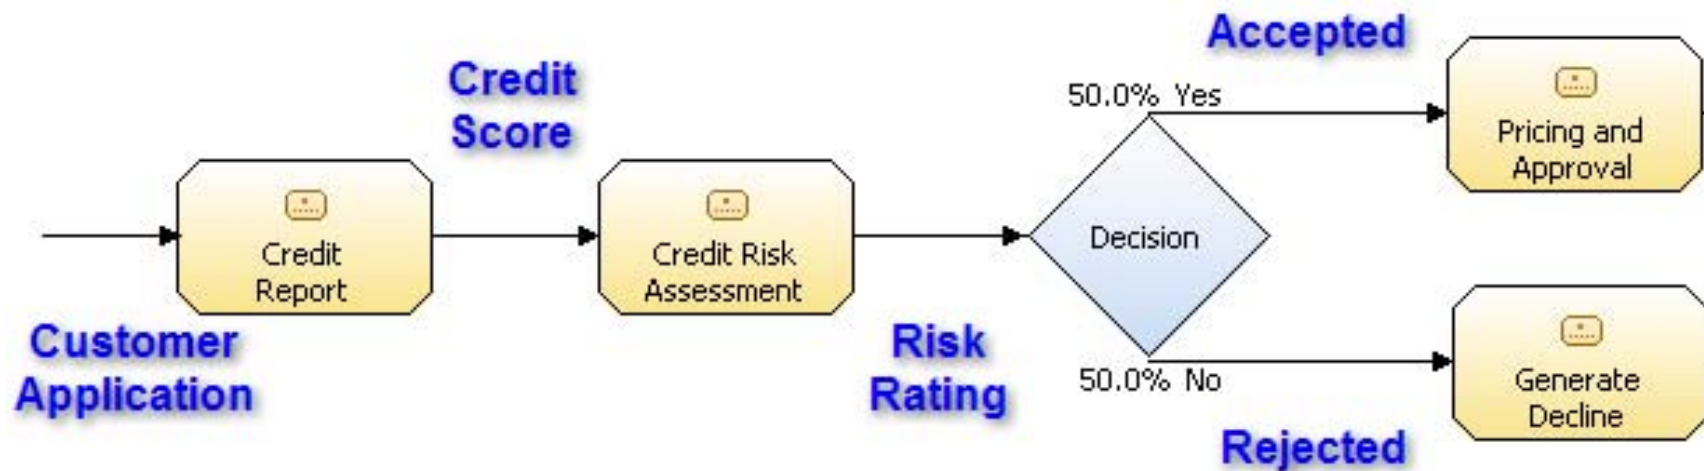 Customer
Application
Credit
Report
Credit
Score
Credit Risk
Assessment
Risk
Rating
Decision
50.0% Yes
Accepted
Pricing and
Approval
50.0% No
Rejected
Generate
Decline